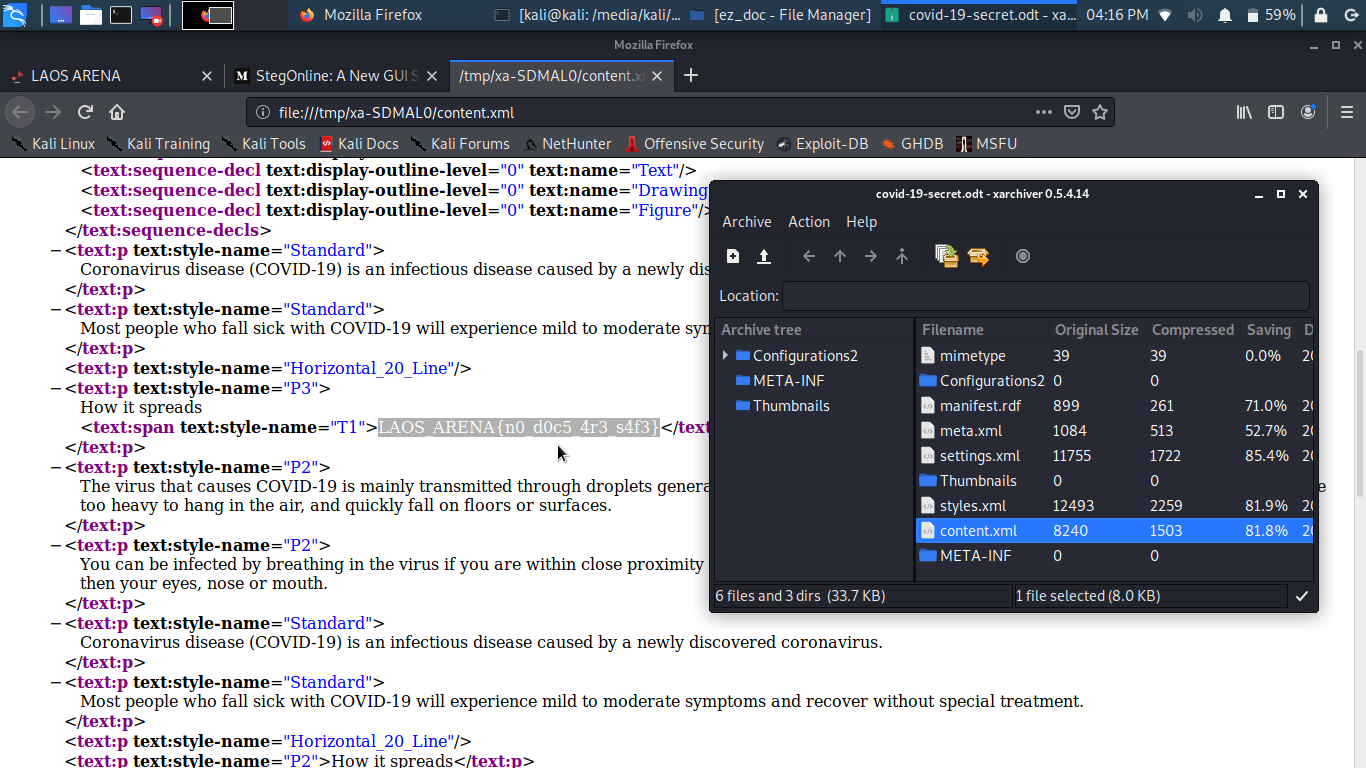 Mozilla Firefox
[kali@kali: /media/kali/...
[ez_doc - File Manager]
covid-19-secret.odt - xa...
04:16 PM
59%
Mozilla Firefox
LAOS ARENA
StegOnline: A New GUI S
/tmp/xa-SDMAL0/content.x
file:///tmp/xa-SDMAL0/content.xml
Kali Linux
Kali Training
Kali Tools
Kali Docs
Kali Forums
NetHunter
Offensive Security
Exploit-DB
GHDB
MSFU
<text:sequence-decl text:display-outline-level="0" text:name="Text"/>
<text:sequence-decl text:display-outline-level="0" text:name="Drawing
<text:sequence-decl text:display-outline-level="0" text:name="Figure"/>
</text:sequence-decls>
−<text:p text:style-name="Standard">
Coronavirus disease (COVID-19) is an infectious disease caused by a newly dis
</text:p>
−<text:p text:style-name="Standard">
Most people who fall sick with COVID-19 will experience mild to moderate sym
</text:p>
<text:p text:style-name="Horizontal_20_Line"/>
−<text:p text:style-name="P3">
How it spreads
<text:span text:style-name="T1">LAOS_ARENA{n0_d0c5_4r3_s4f3}</text
</text:p>
−<text:p text:style-name="P2">
The virus that causes COVID-19 is mainly transmitted through droplets genera
too heavy to hang in the air, and quickly fall on floors or surfaces.
</text:p>
−<text:p text:style-name="P2">
You can be infected by breathing in the virus if you are within close proximity
then your eyes, nose or mouth.
</text:p>
−<text:p text:style-name="Standard">
Coronavirus disease (COVID-19) is an infectious disease caused by a newly discovered coronavirus.
</text:p>
−<text:p text:style-name="Standard">
Most people who fall sick with COVID-19 will experience mild to moderate symptoms and recover without special treatment.
</text:p>
<text:p text:style-name="Horizontal_20_Line"/>
<text:p text:style-name="P2">How it spreads</text:p>
covid-19-secret.odt - xarchiver 0.5.4.14
Archive Action Help
Location:
Archive tree
Configurations2
META-INF
Thumbnails
Filename Original Size Compressed Saving D
mimetype 39 39 0.0% 20
Configurations2 0 0
manifest.rdf 899 261 71.0% 20
meta.xml 1084 513 52.7% 20
settings.xml 11755 1722 85.4% 20
Thumbnails 0 0
styles.xml 12493 2259 81.9% 20
content.xml 8240 1503 81.8% 20
META-INF 0 0
6 files and 3 dirs (33.7 KB)
1 file selected (8.0 KB)